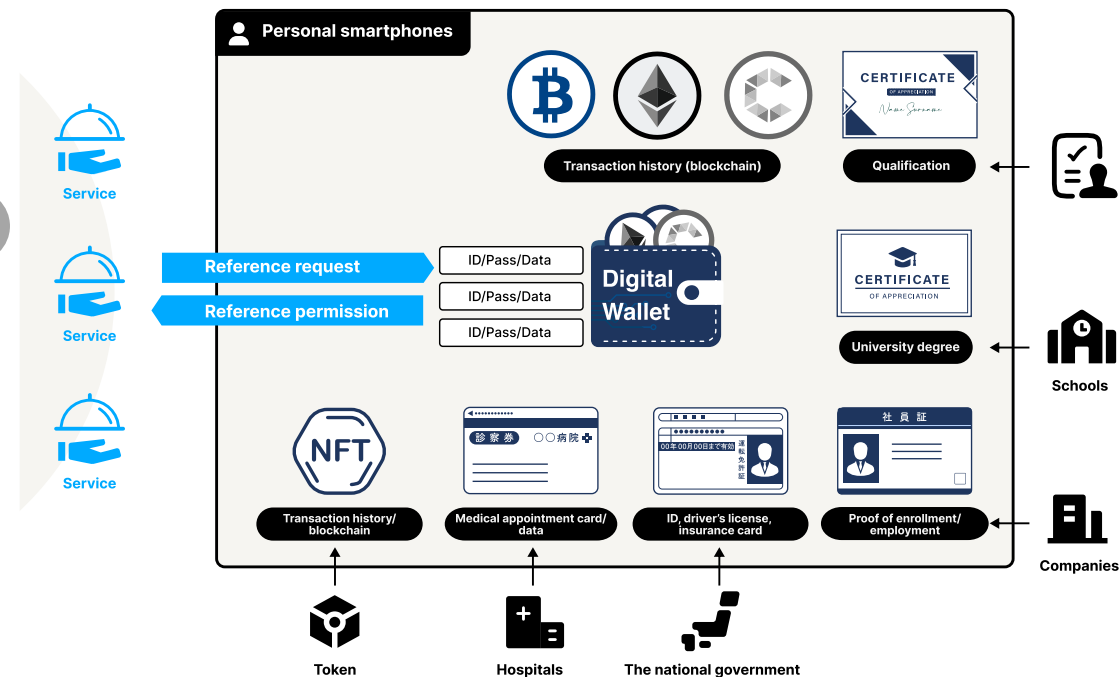 Personal smartphones
CERTIFICATE
OF APPRECIATION
Name Surname
Transaction history (blockchain)
Qualification
Service
Reference request
ID/Pass/Data
Reference permission
ID/Pass/Data
ID/Pass/Data
Service
Digital
Wallet
CERTIFICATE
OF APPRECIATION
University degree
Schools
Service
NFT
診察券
〇〇病院
00年00月00日まで有効
運転免許証
社員証
Transaction history/
blockchain
Medical appointment card/
data
ID, driver's license,
insurance card
Proof of enrollment/
employment
Companies
Token
Hospitals
The national government